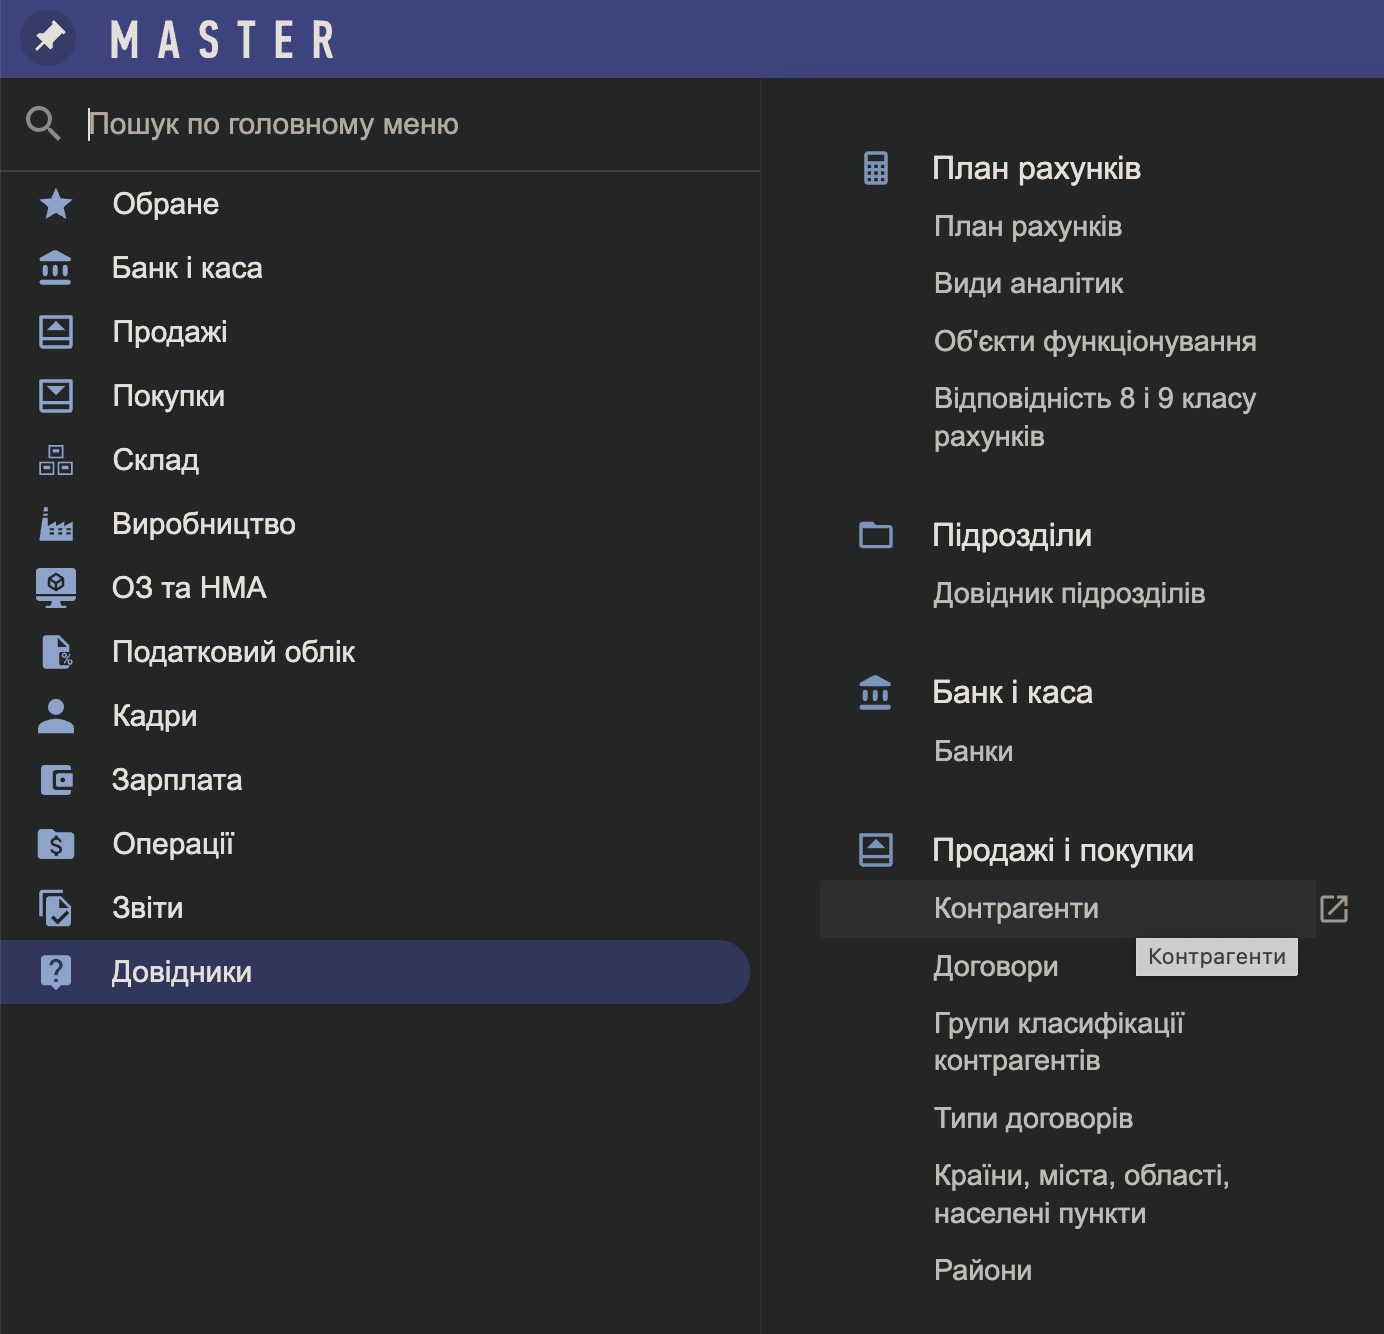 MASTER
Пошук по головному меню
Обране
Банк і каса
Продажі
Покупки
Склад
Виробництво
ОЗ та НМА
Податковий облік
Кадри
Зарплата
Операції
Звіти
Довідники
План рахунків
План рахунків
Види аналітик
Об'єкти функціонування
Відповідність 8 і 9 класу
рахунків
Підрозділи
Довідник підрозділів
Банк і каса
Банки
Продажі і покупки
Контрагенти
Контрагенти
Договори
Групи класифікації
контрагентів
Типи договорів
Країни, міста, області,
населені пункти
Райони